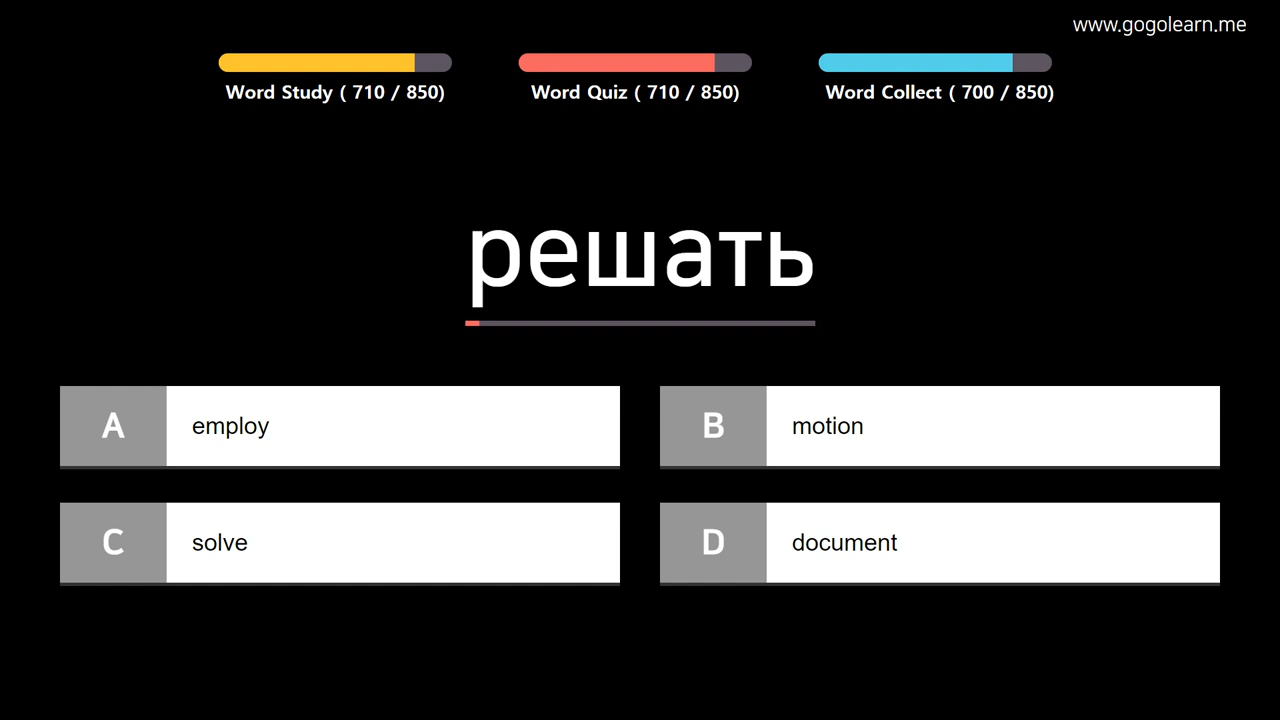 www.gogolearn.me
Word Study ( 710 / 850)
Word Quiz ( 710 / 850)
Word Collect ( 700 / 850)
решать
A employ
B motion
C solve
D document